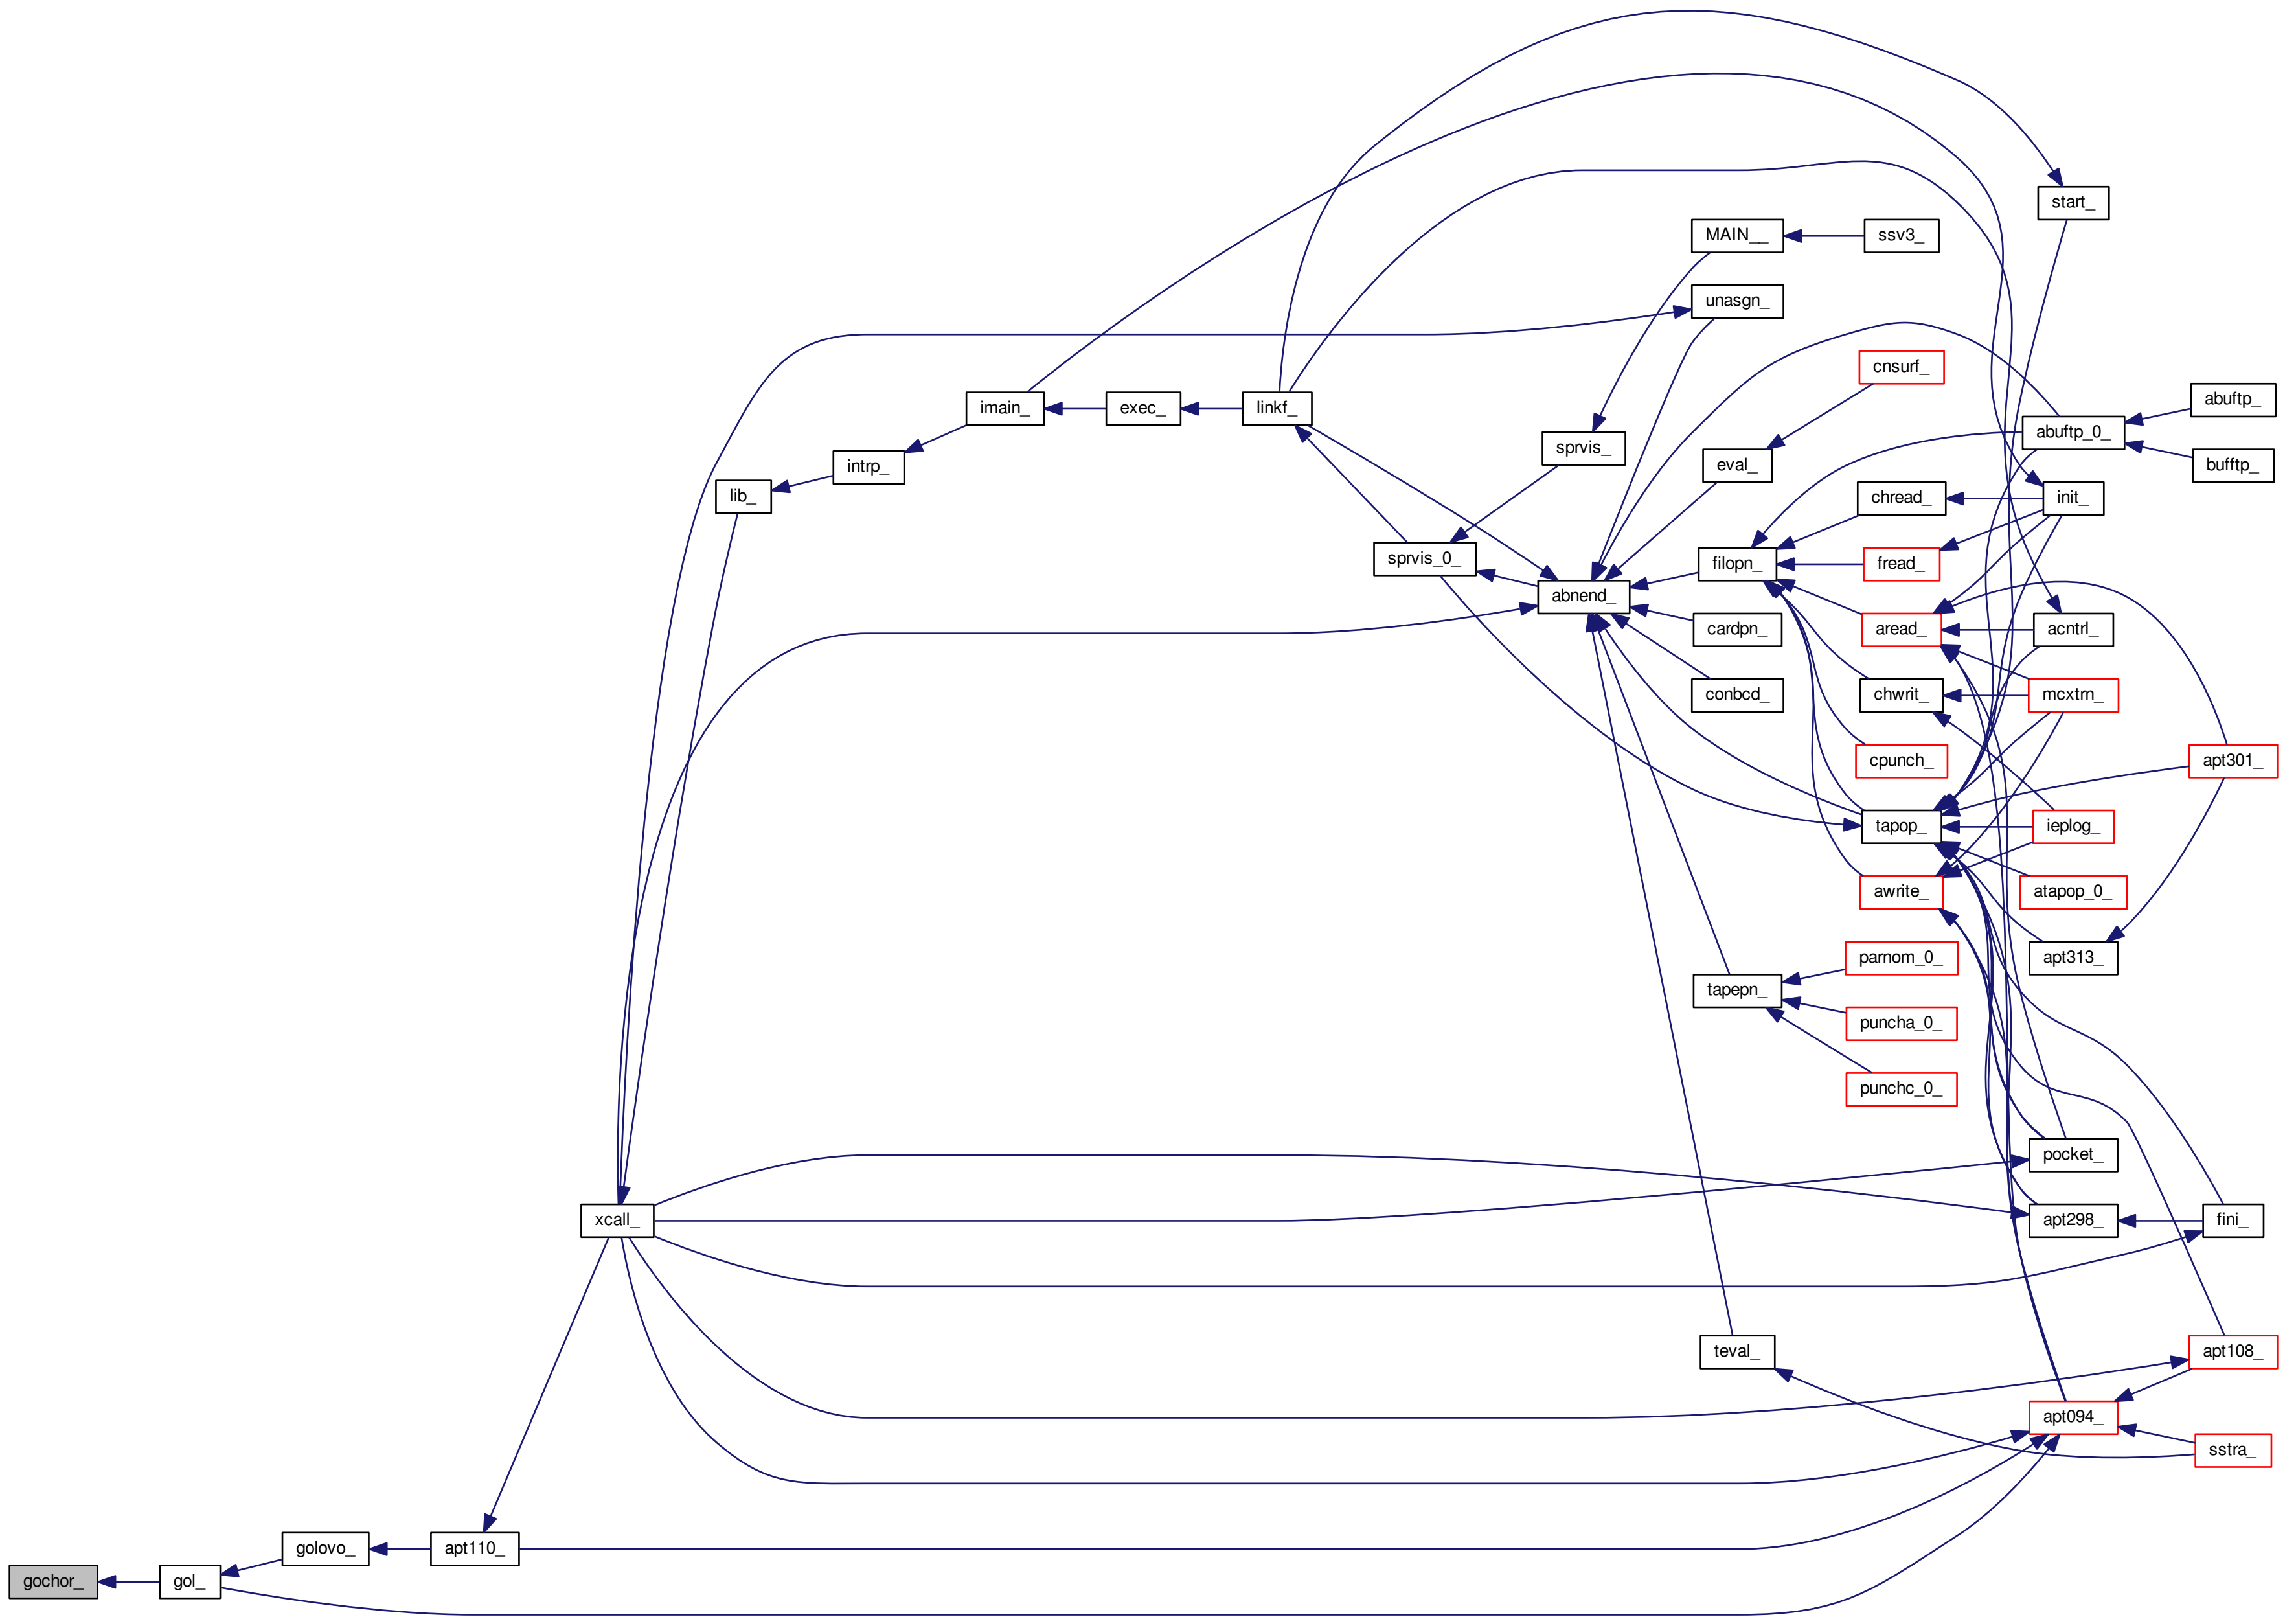 start_
MAIN__
ssv3_
unasgn_
cnsurf_
imain_
exec_
linkf_
abuftp_
abuftp_0_
sprvis_
intrp_
eval_
bufftp_
lib_
chread_
init_
sprvis_0_
filopn_
fread_
abnend_
cardpn_
aread_
acntrl_
conbcd_
chwrit_
mcxtrn_
cpunch_
apt301_
tapop_
ieplog_
awrite_
atapop_0_
parnom_0_
apt313_
tapepn_
puncha_0_
punchc_0_
pocket_
xcall_
apt298_
fini_
teval_
apt108_
apt094_
sstra_
golovo_
apt110_
gochor_
gol_